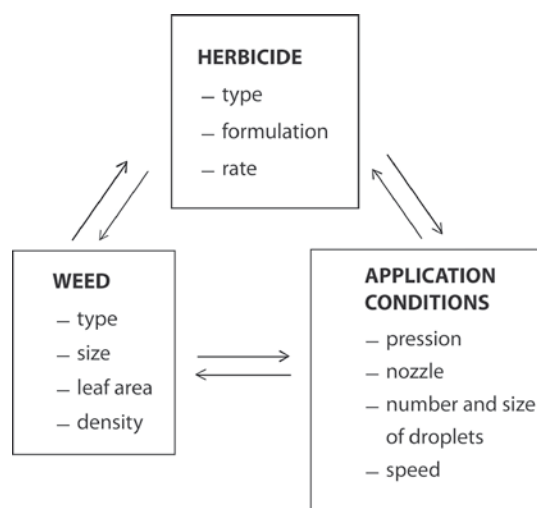 HERBICIDE
– type
– formulation
– rate
WEED
– type
– size
– leaf area
– density
APPLICATION
CONDITIONS
– pression
– nozzle
– number and size
of droplets
– speed